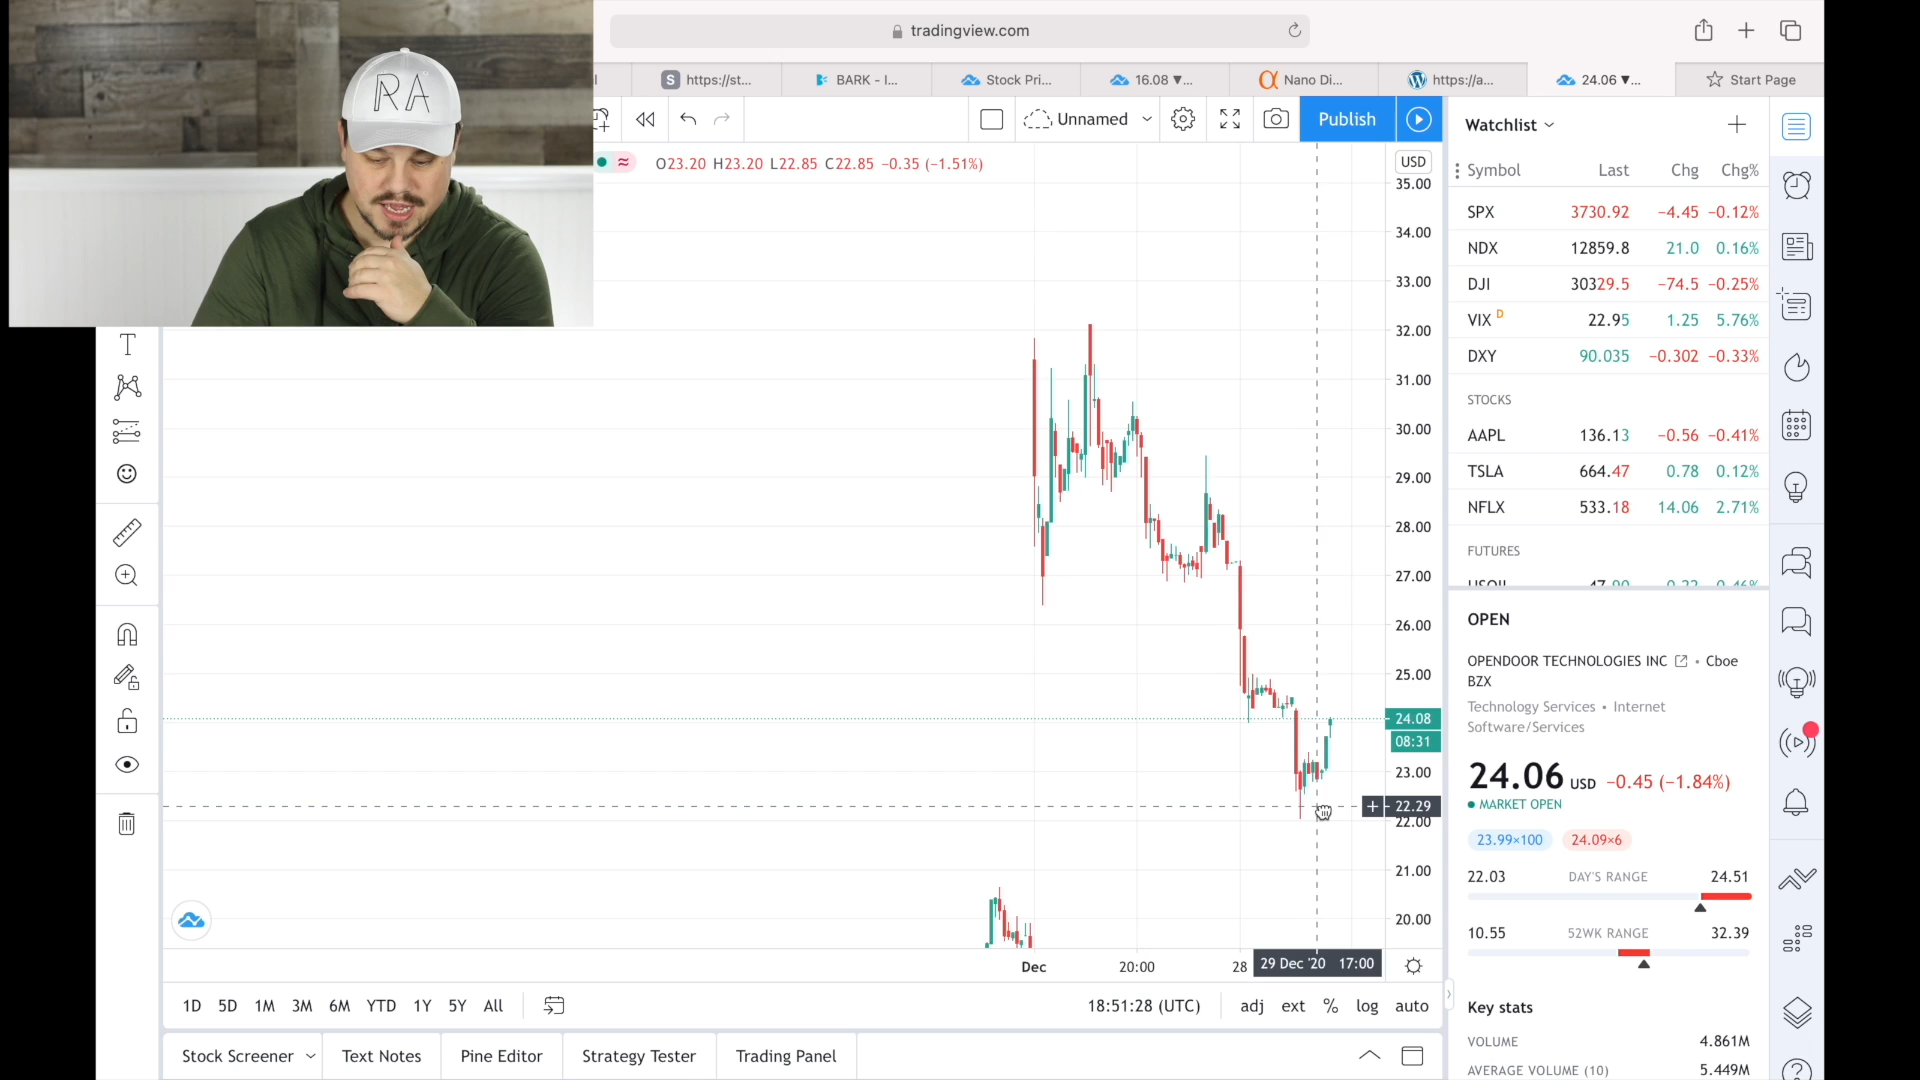 RA
tradingview.com
https://st...
BARK - I...
Stock Pri...
16.08 ▼...
Nano Di...
https://a...
24.06 ▼...
Start Page
Unnamed
Publish
O23.20 H23.20 L22.85 C22.85 −0.35 (−1.51%)
USD
35.00
34.00
33.00
32.00
31.00
30.00
29.00
28.00
27.00
26.00
25.00
24.08
08:31
23.00
22.29
22.00
21.00
20.00
Dec
20:00
28
29 Dec '20 17:00
1D 5D 1M 3M 6M YTD 1Y 5Y All
18:51:28 (UTC)
adj ext % log auto
Stock Screener
Text Notes
Pine Editor
Strategy Tester
Trading Panel
Watchlist
Symbol Last Chg Chg%
SPX 3730.92 −4.45 −0.12%
NDX 12859.8 21.0 0.16%
DJI 30329.5 −74.5 −0.25%
VIX D 22.95 1.25 5.76%
DXY 90.035 −0.302 −0.33%
STOCKS
AAPL 136.13 −0.56 −0.41%
TSLA 664.47 0.78 0.12%
NFLX 533.18 14.06 2.71%
FUTURES
OPEN
OPENDOOR TECHNOLOGIES INC • Cboe
BZX
Technology Services • Internet
Software/Services
24.06 USD −0.45 (−1.84%)
MARKET OPEN
23.99×100 24.09×6
22.03 DAY'S RANGE 24.51
10.55 52WK RANGE 32.39
Key stats
VOLUME 4.861M
AVERAGE VOLUME (10) 5.449M